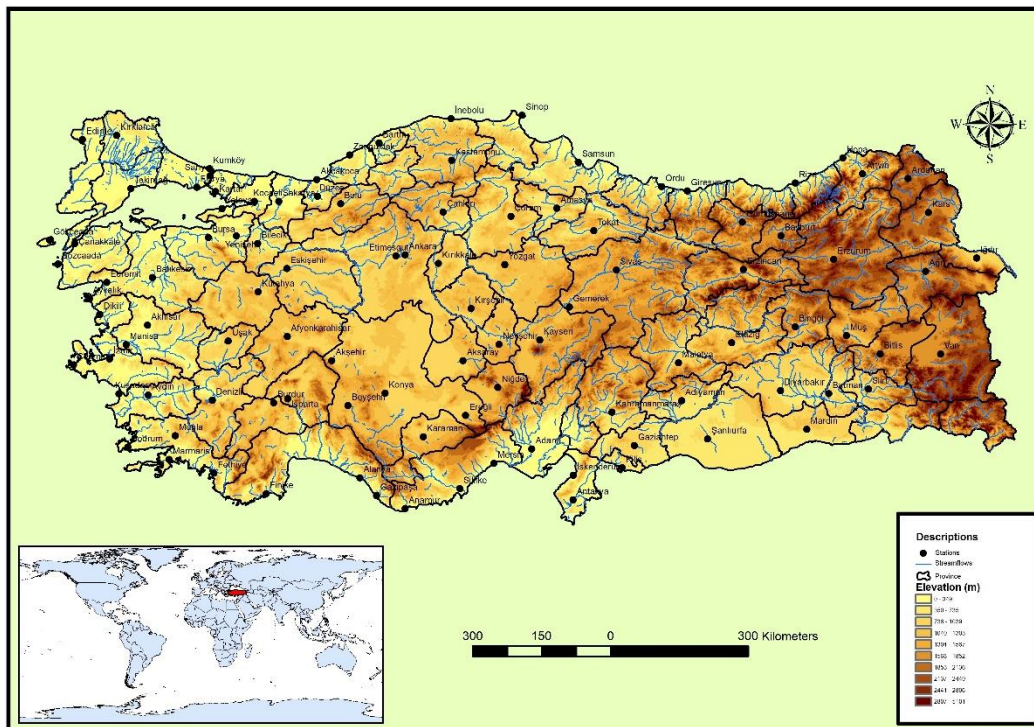 N
W E
S
İnebolu
Sinop
Edirne
Kırklareli
Kumköy
Bartın
Zonguldak
Kastamonu
Samsun
Hopa
Artvin
Ardahan
Tekirdağ
Kartal
Akçakoca
Düzce
Kocaeli
Sakarya
Yalova
Bolu
Çankırı
Çorum
Amasya
Ordu
Giresun
Kars
Tokat
Bayburt
Gökçeada
Çanakkale
Bozcaada
Bursa
Yenişehir
Bilecik
Etimesgut
Ankara
Kırıkkale
Yozgat
Sivas
Erzincan
Erzurum
Iğdır
Ağrı
Edremit
Balıkesir
Eskişehir
Kütahya
Ayvalık
Dikili
Akhisar
Manisa
İzmir
Uşak
Afyonkarahisar
Kırşehir
Gemerek
Nevşehir
Kayseri
Elazığ
Bingöl
Muş
Bitlis
Van
Akşehir
Aksaray
Malatya
Kuşadası
Aydın
Denizli
Burdur
Isparta
Konya
Beyşehir
Niğde
Ereğli
Kahramanmaraş
Adıyaman
Diyarbakır
Batman
Siirt
Bodrum
Muğla
Marmaris
Fethiye
Finike
Karaman
Mersin
Adana
Gaziantep
Kilis
Şanlıurfa
Mardin
Alanya
Gazipaşa
Silifke
Anamur
İskenderun
Antakya
Descriptions
Stations
Streamflows
Province
Elevation (m)
300 150 0 300 Kilometers